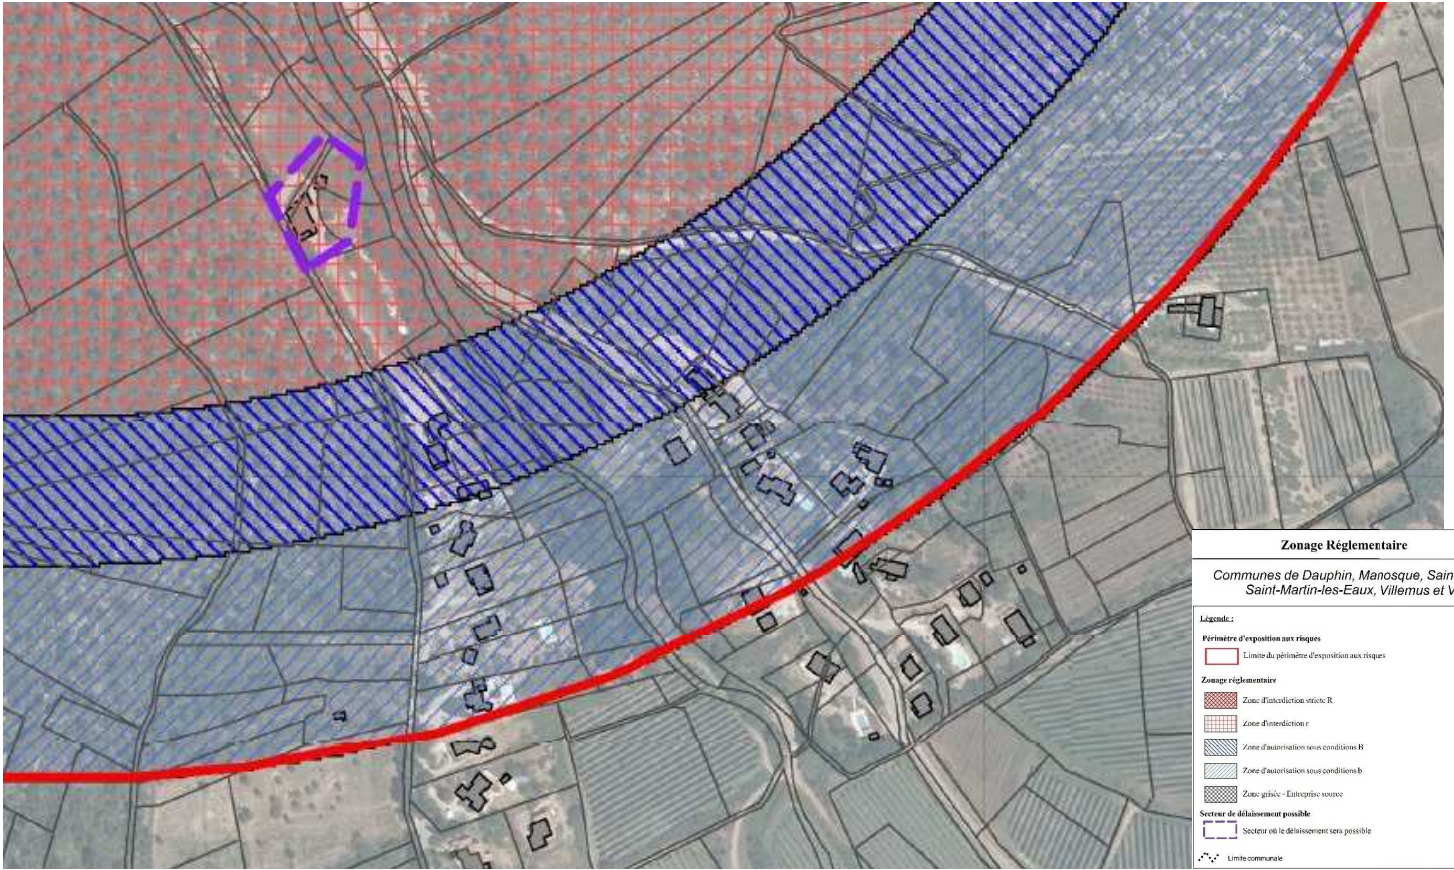 Zonage Réglementaire
Communes de Dauphin, Manosque, Sain
Saint-Martin-les-Eaux, Villemus et V
Légende :
Périmètre d'exposition aux risques
Limite du périmètre d'exposition aux risques
Zonage réglementaire
Zone d'interdiction stricte R
Zone d'interdiction r
Zone d'autorisation sous conditions B
Zone d'autorisation sous conditions b
Zone grisée - Entreprise source
Secteur de délaissement possible
Secteur où le délaissement sera possible
Limite communale